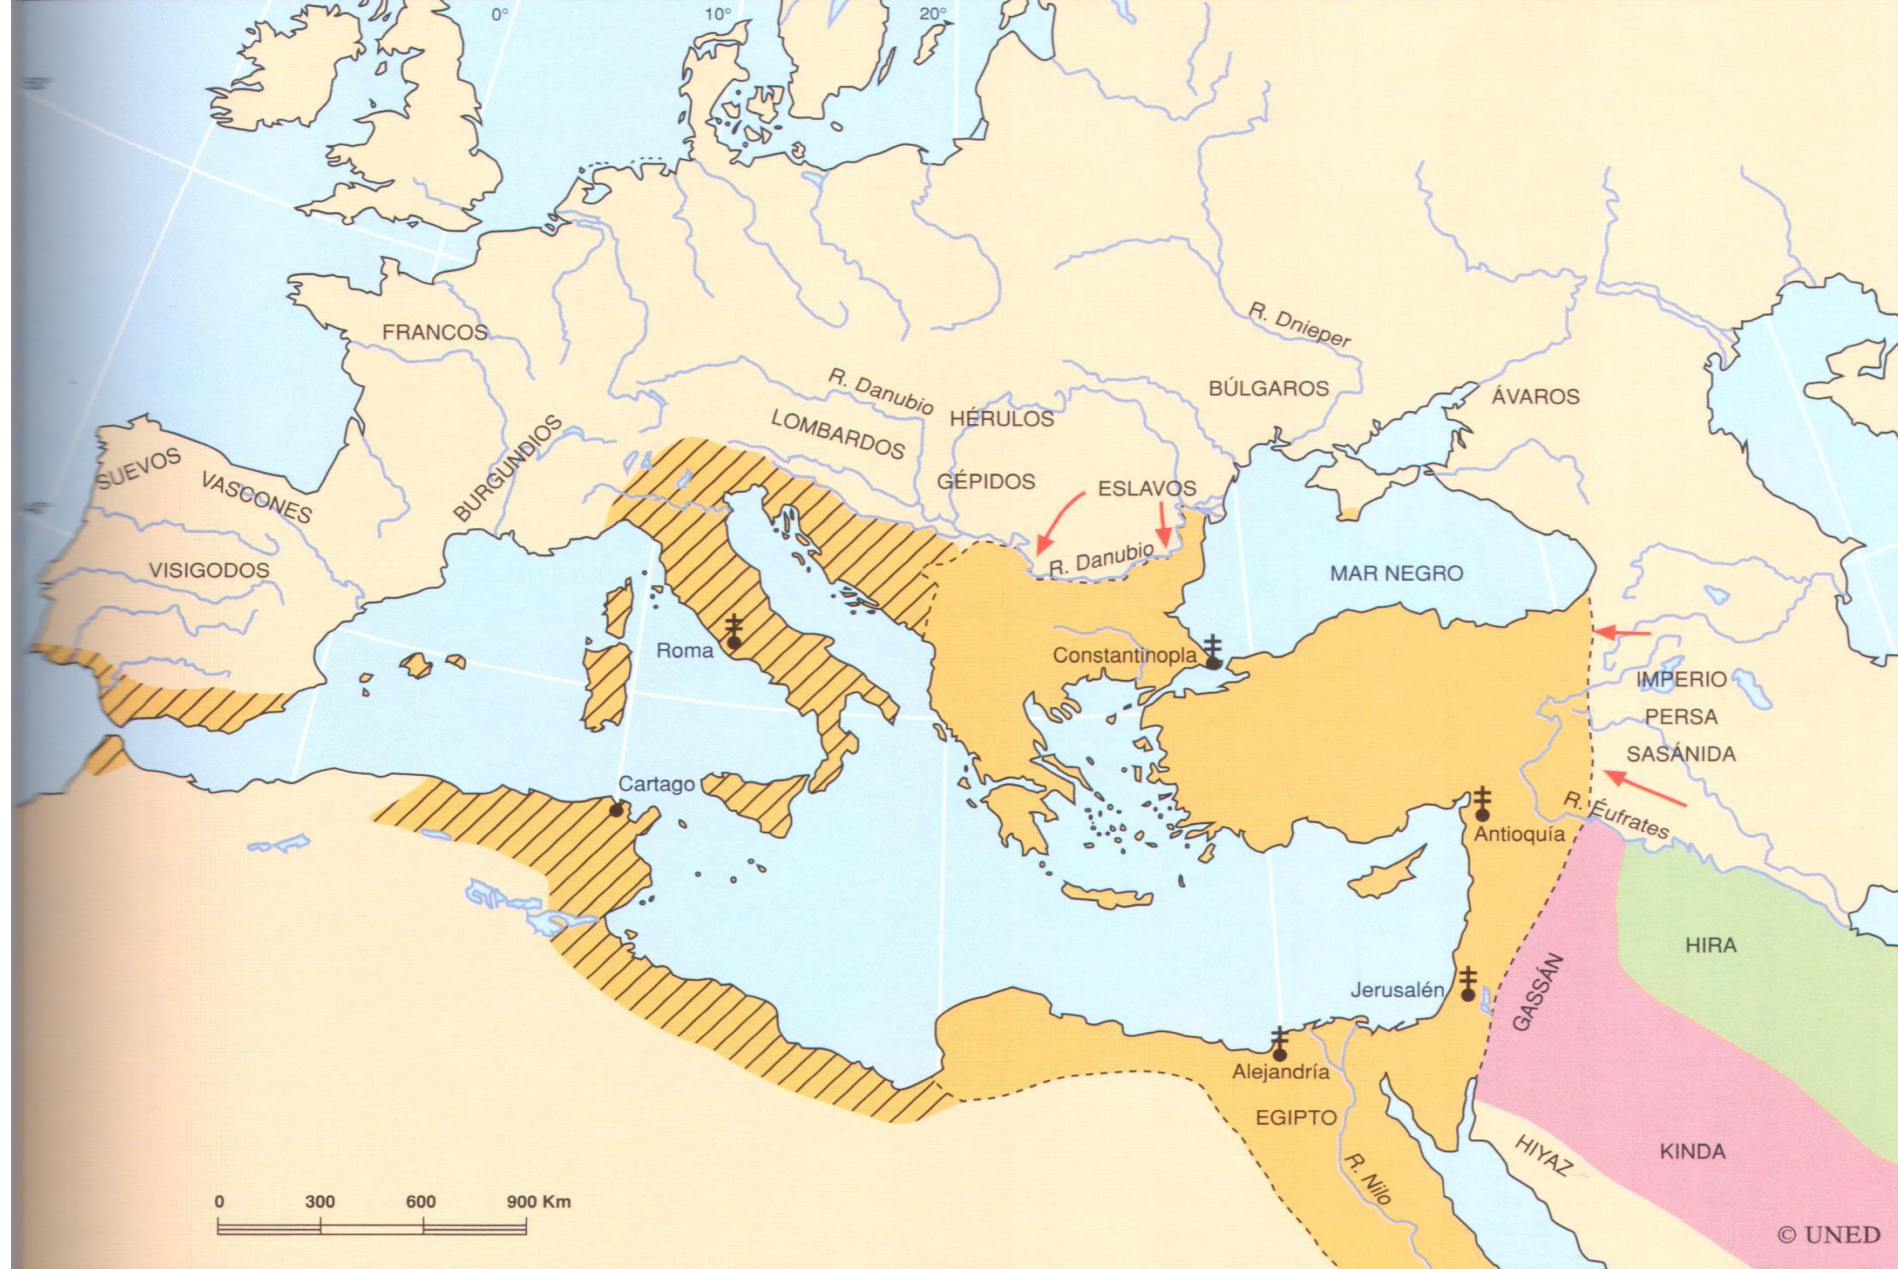 0°
10°
20°
FRANCOS
R. Dnieper
R. Danubio
BÚLGAROS
ÁVAROS
HÉRULOS
LOMBARDOS
SUEVOS
VASCONES
BURGUNDIOS
GÉPIDOS
ESLAVOS
R. Danubio
VISIGODOS
MAR NEGRO
Roma
Constantinopla
IMPERIO
PERSA
SASÁNIDA
Cartago
R. Éufrates
Antioquía
HIRA
GASSÁN
Jerusalén
Alejandría
EGIPTO
HIYAZ
KINDA
R. Nilo
0 300 600 900 Km
© UNED